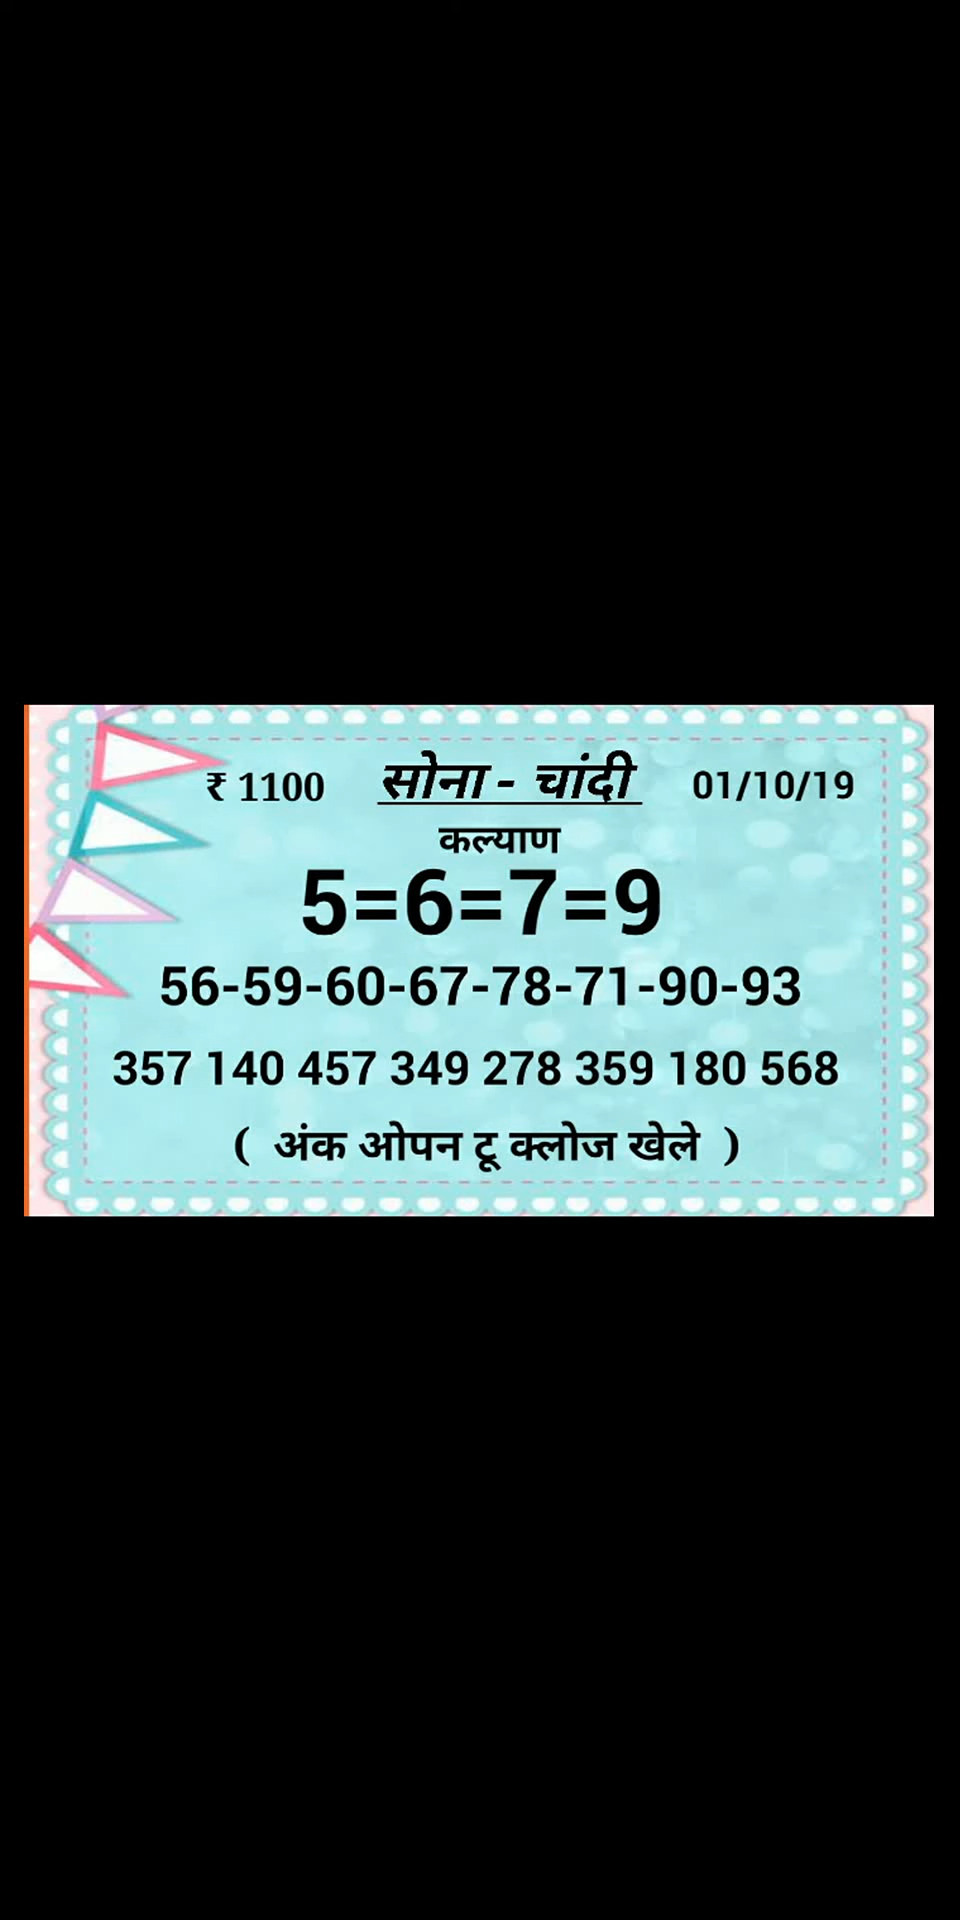 ₹ 1100 सोना - चांदी 01/10/19
कल्याण
5=6=7=9
56-59-60-67-78-71-90-93
357 140 457 349 278 359 180 568
( अंक ओपन टू क्लोज खेले )